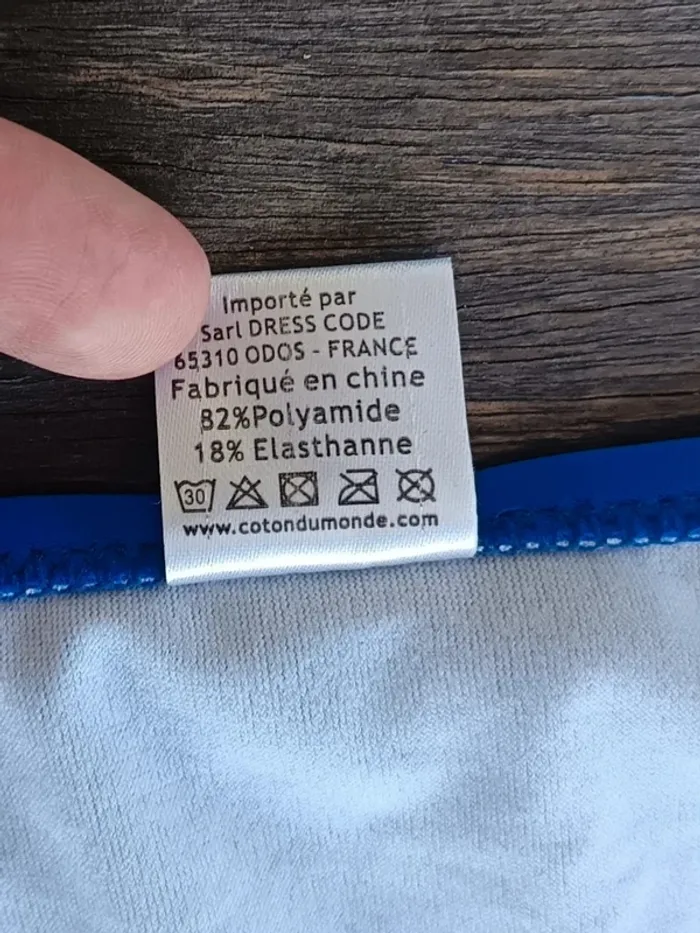 Importé par
Sarl DRESS CODE
65310 ODOS - FRANCE
Fabriqué en chine
82%Polyamide
18% Elasthanne
30
www.cotondumonde.com